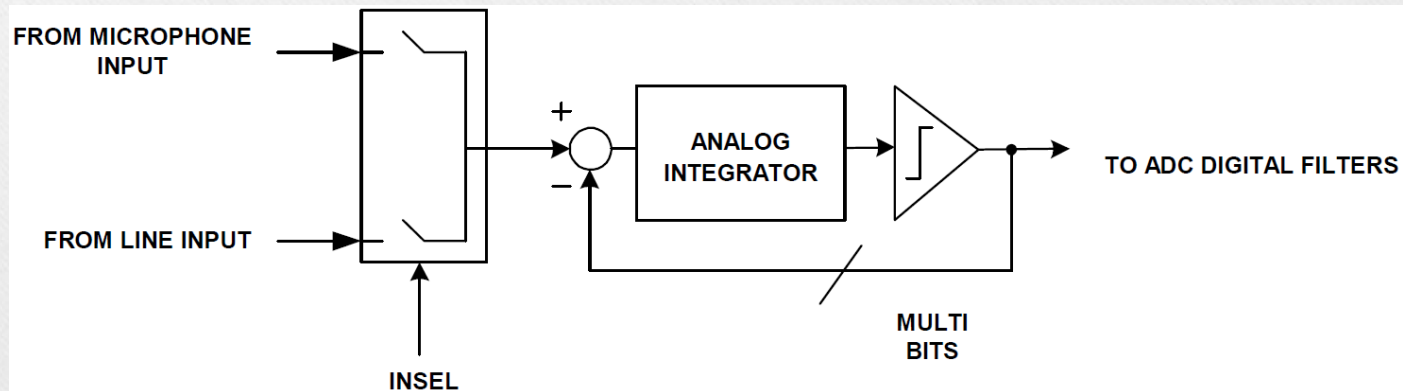 FROM MICROPHONE
INPUT
+
ANALOG
INTEGRATOR
TO ADC DIGITAL FILTERS
−
FROM LINE INPUT
MULTI
BITS
INSEL